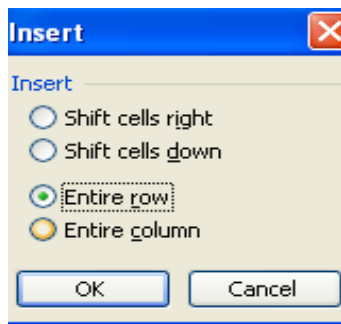 Insert
Insert
Shift cells right
Shift cells down
Entire row
Entire column
OK Cancel